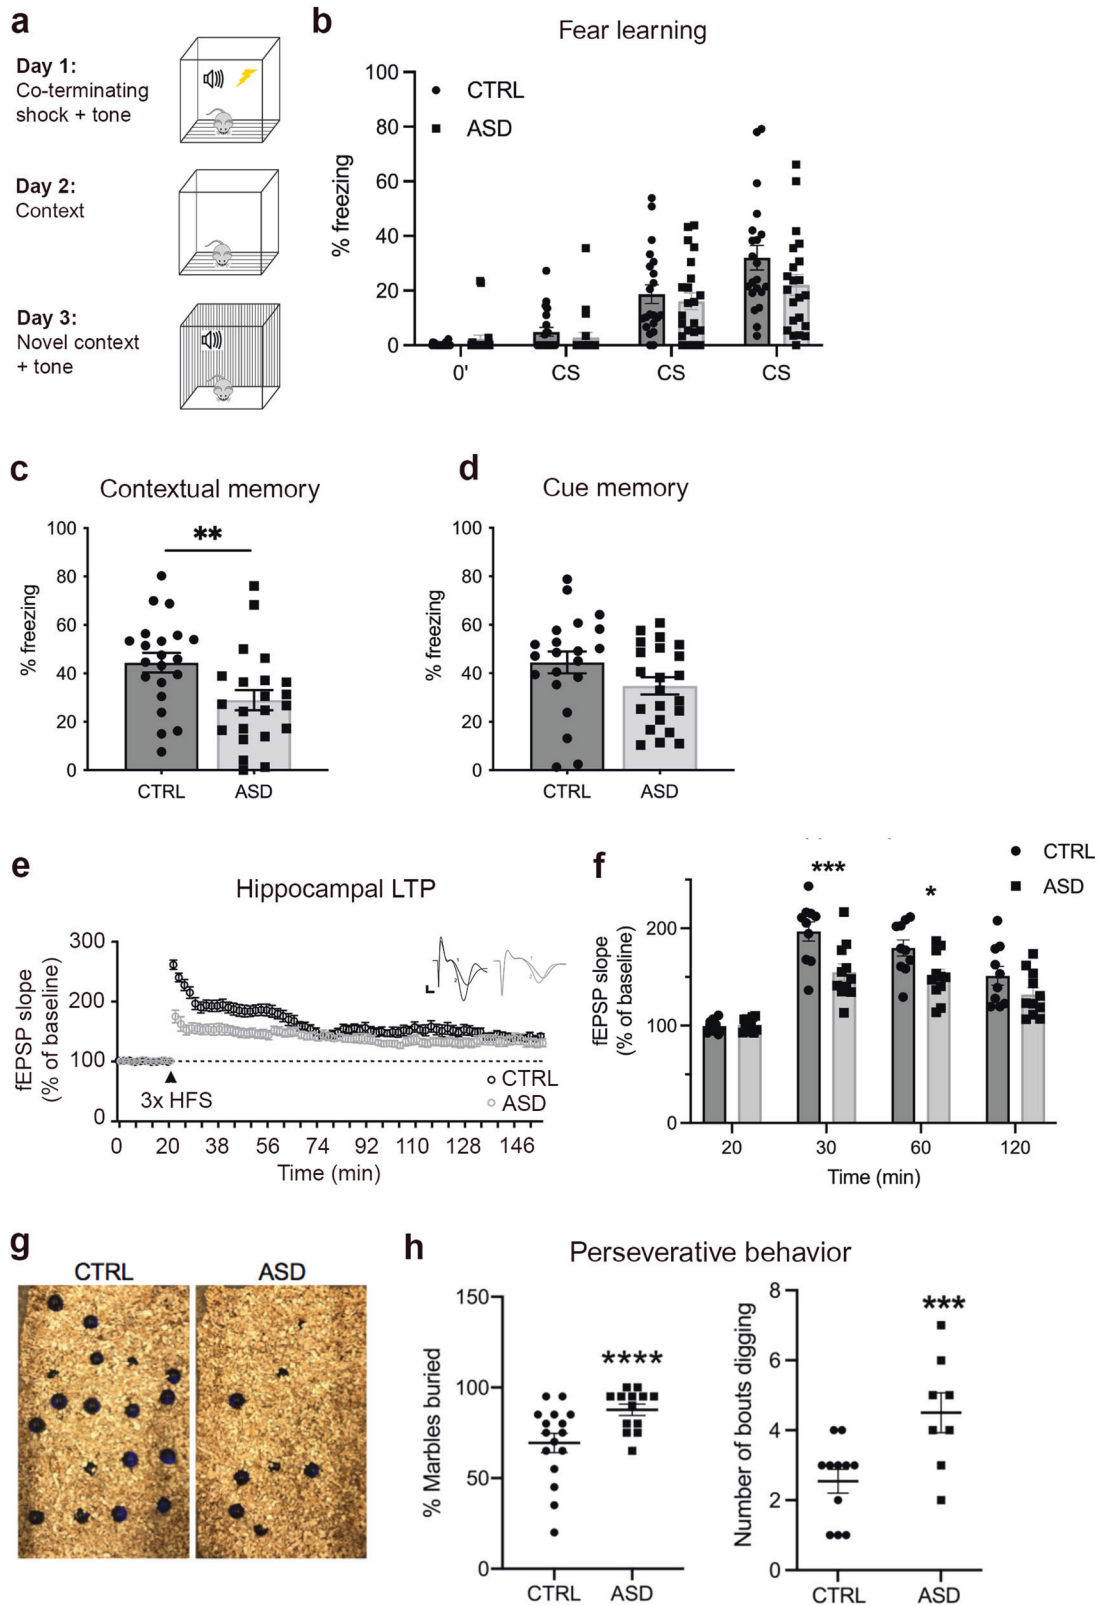 a
Day 1:
Co-terminating
shock + tone
Day 2:
Context
Day 3:
Novel context
+ tone
b
Fear learning
CTRL
ASD
% freezing
100
80
60
40
20
0
0'
CS
CS
CS
c
Contextual memory
**
% freezing
100
80
60
40
20
0
CTRL
ASD
d
Cue memory
% freezing
100
80
60
40
20
0
CTRL
ASD
e
Hippocampal LTP
fEPSP slope
(% of baseline)
300
200
100
0
1
2
1
2
CTRL
ASD
3x HFS
0 20 38 56 74 92 110 128 146
Time (min)
f
CTRL
ASD
***
*
fEPSP slope
(% of baseline)
200
100
0
20
30
60
120
Time (min)
g
CTRL
ASD
h
Perseverative behavior
% Marbles buried
150
100
50
0
****
CTRL
ASD
Number of bouts digging
8
6
4
2
0
***
CTRL
ASD